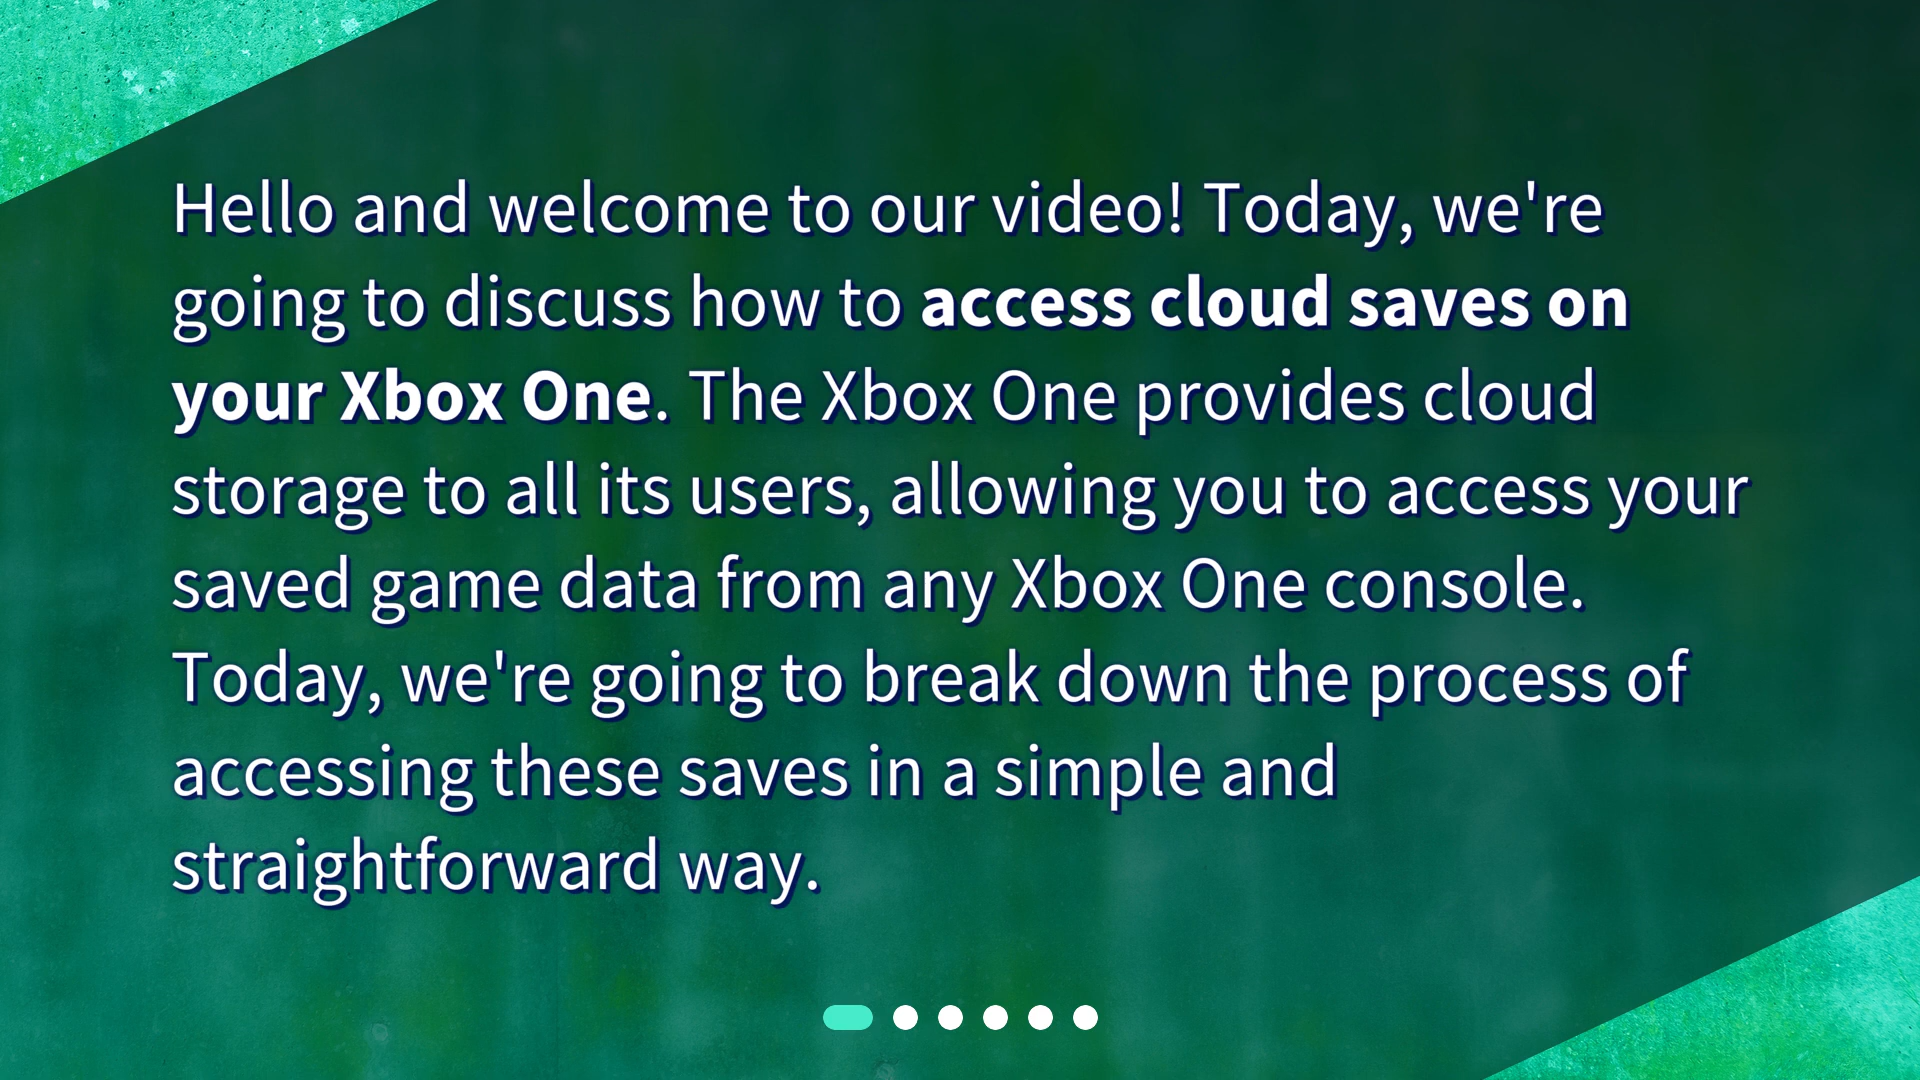 Hello and welcome to our video! Today, we're
going to discuss how to access cloud saves on
your Xbox One. The Xbox One provides cloud
storage to all its users, allowing you to access your
saved game data from any Xbox One console.
Today, we're going to break down the process of
accessing these saves in a simple and
straightforward way.